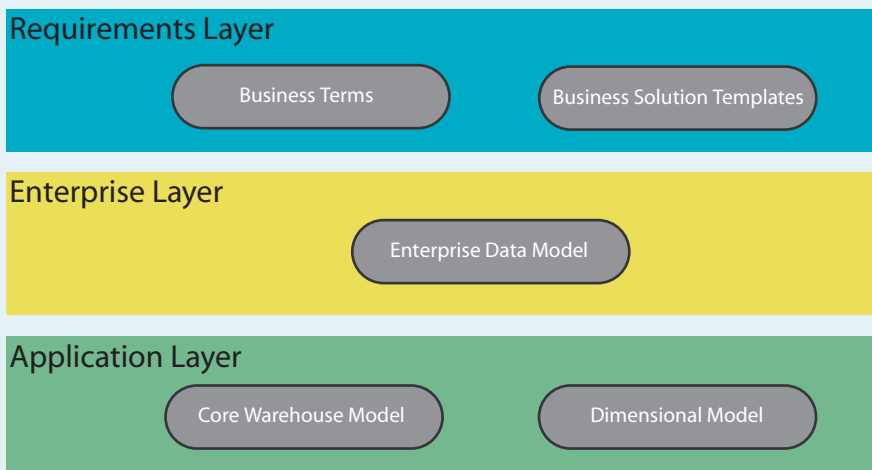 Requirements Layer
Business Terms
Business Solution Templates
Enterprise Layer
Enterprise Data Model
Application Layer
Core Warehouse Model
Dimensional Model